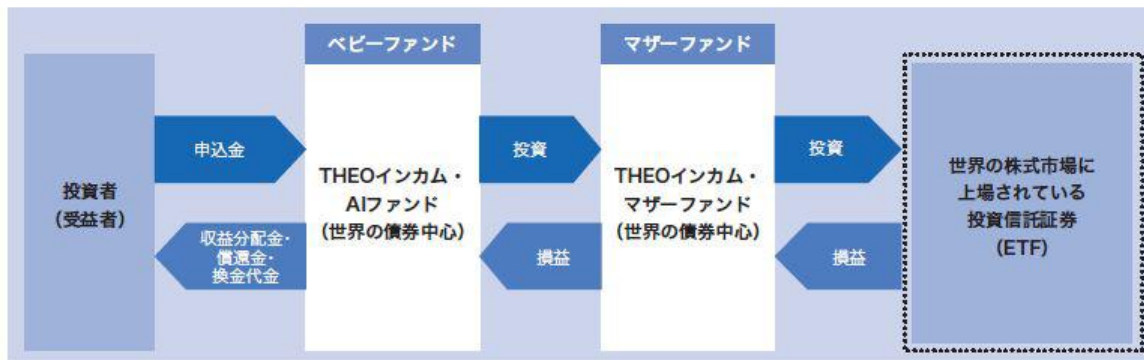 投資者
(受益者)
申込金
収益分配金・
償還金・
換金代金
ベビーファンド
THEOインカム・
AIファンド
(世界の債券中心)
投資
損益
マザーファンド
THEOインカム・
マザーファンド
(世界の債券中心)
投資
損益
世界の株式市場に
上場されている
投資信託証券
(ETF)